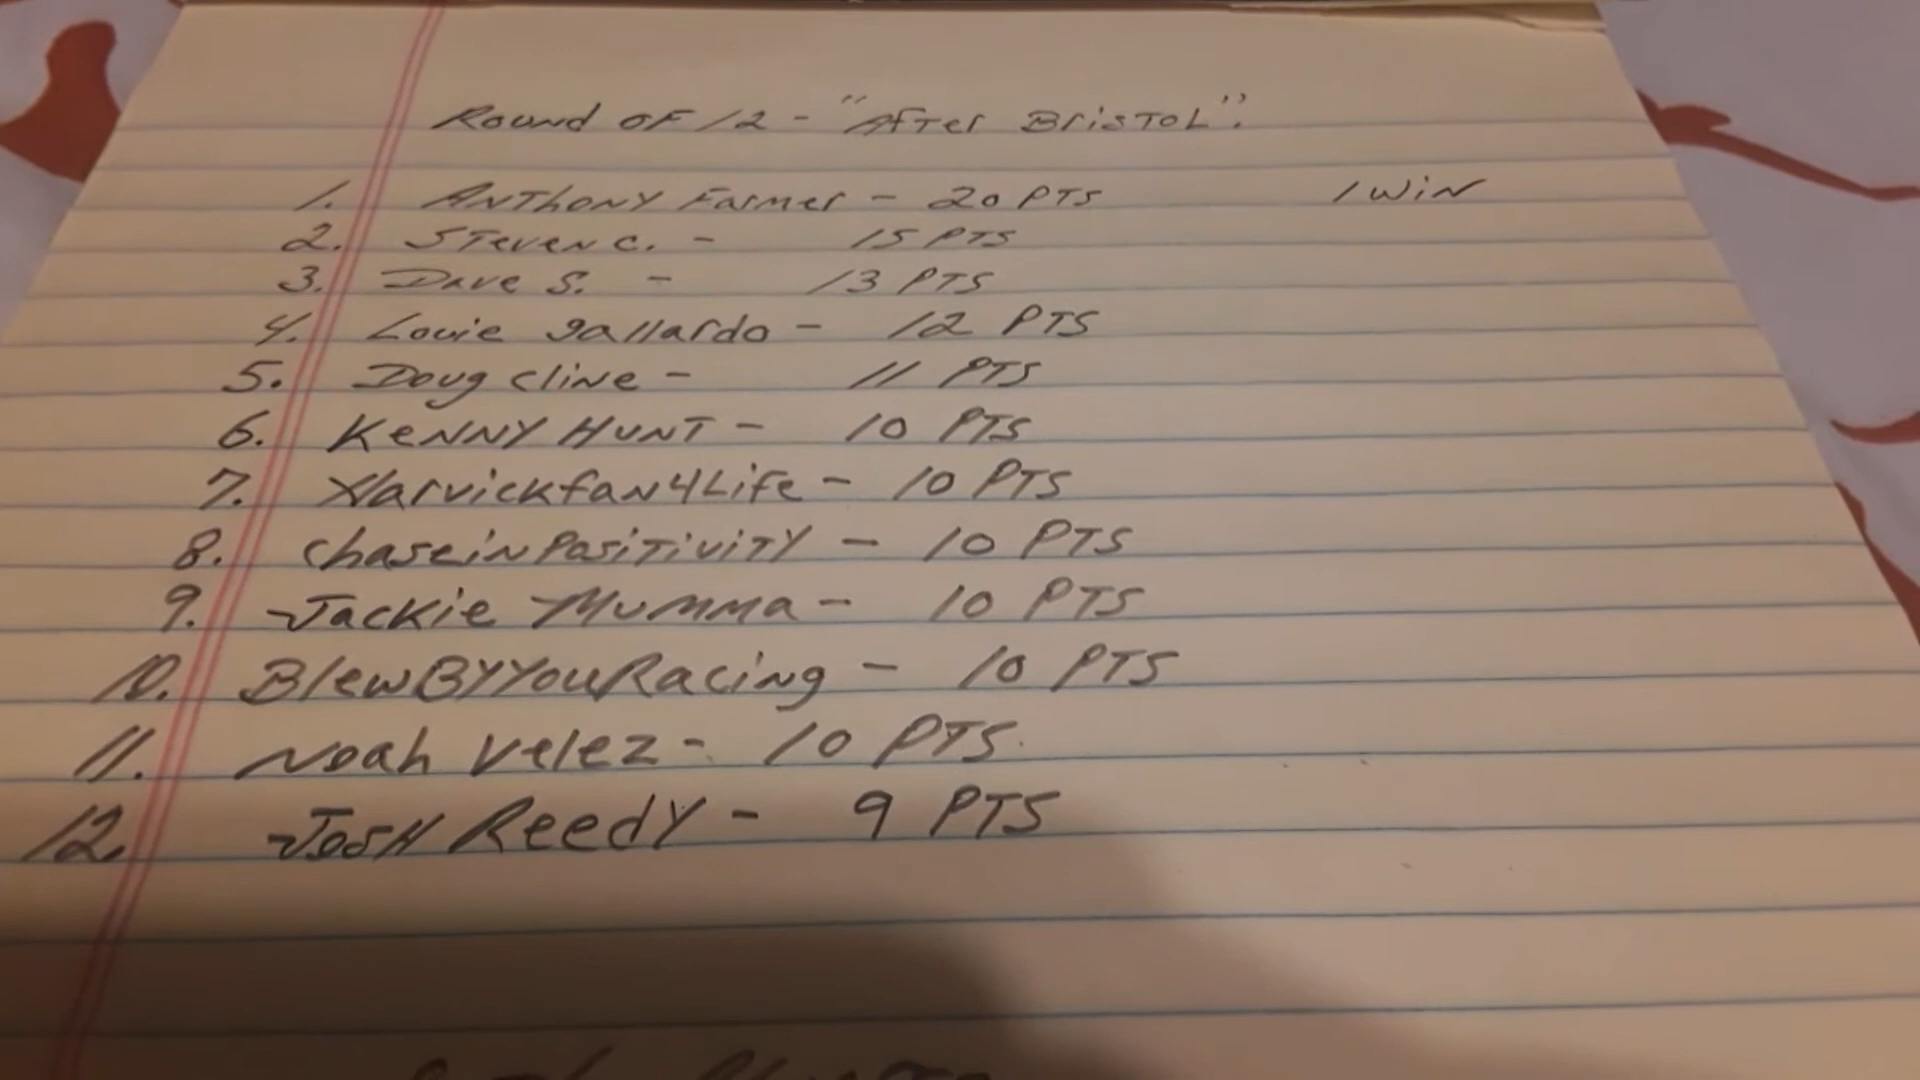 Round of 12 - "After Bristol".
1. Anthony Farmer - 20 PTS 1 win
2. Steven C. - 15 PTS
3. Dave S. - 13 PTS
4. Louie gallardo - 12 PTS
5. Doug Cline - 11 PTS
6. Kenny Hunt - 10 PTS
7. Xlarvickfan4Life - 10 PTS
8. ChaseinPositivity - 10 PTS
9. Jackie Mumma - 10 PTS
10. BlewByYouRacing - 10 PTS
11. Noah Velez - 10 PTS.
12. Josh Reedy - 9 PTS